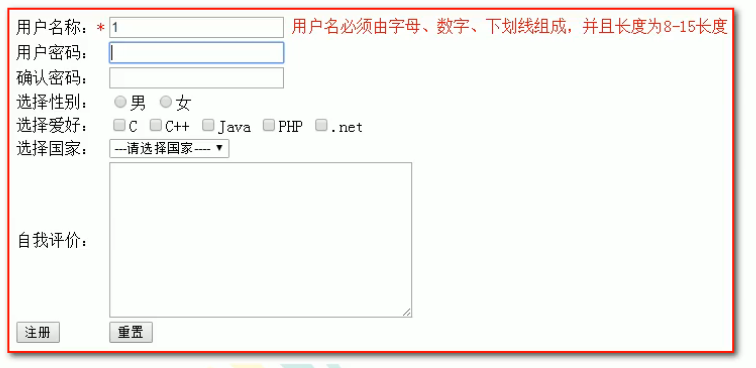 用户名称：* 1 用户名必须由字母、数字、下划线组成，并且长度为8-15长度
用户密码：
确认密码：
选择性别： 男 女
选择爱好： C C++ Java PHP .net
选择国家： ---请选择国家----
自我评价：
注册 重置